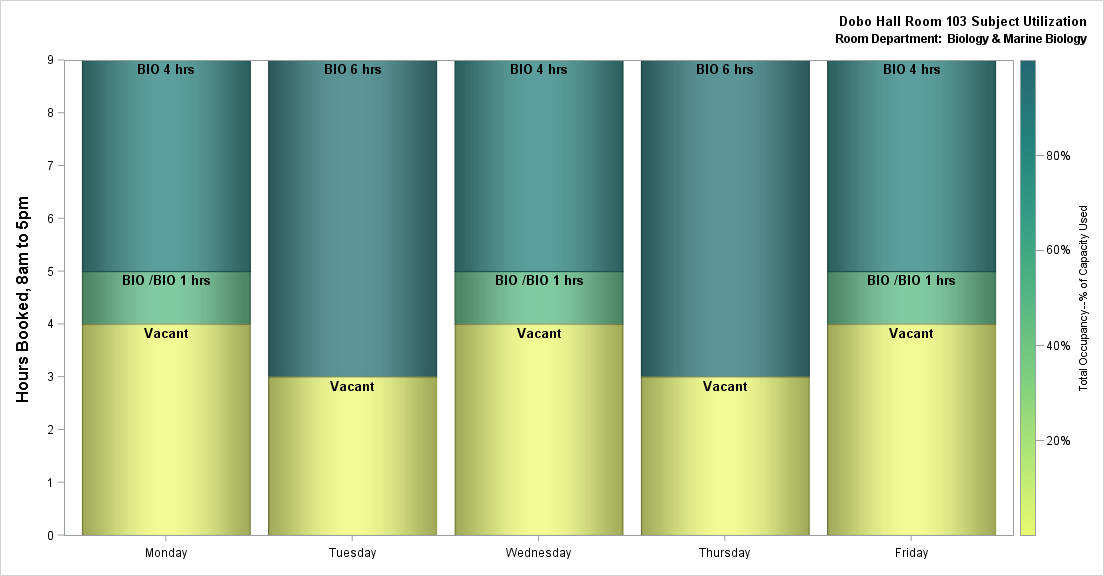 Dobo Hall Room 103 Subject Utilization
Room Department: Biology & Marine Biology
Hours Booked, 8am to 5pm
9
8
7
6
5
4
3
2
1
0
BIO 4 hrs
BIO /BIO 1 hrs
Vacant
BIO 6 hrs
Vacant
BIO 4 hrs
BIO /BIO 1 hrs
Vacant
BIO 6 hrs
Vacant
BIO 4 hrs
BIO /BIO 1 hrs
Vacant
Monday
Tuesday
Wednesday
Thursday
Friday
80%
60%
40%
20%
Total Occupancy--% of Capacity Used